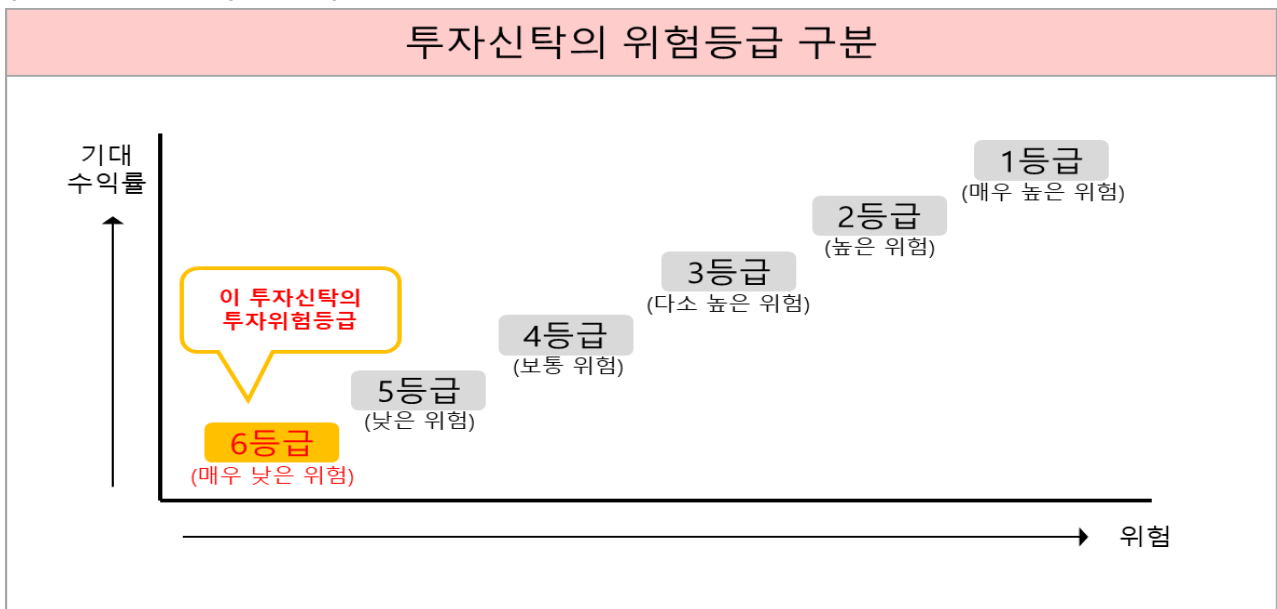 투자신탁의 위험등급 구분
기대
수익률
1등급
(매우 높은 위험)
2등급
(높은 위험)
3등급
(다소 높은 위험)
이 투자신탁의
투자위험등급
4등급
(보통 위험)
5등급
(낮은 위험)
6등급
(매우 낮은 위험)
위험